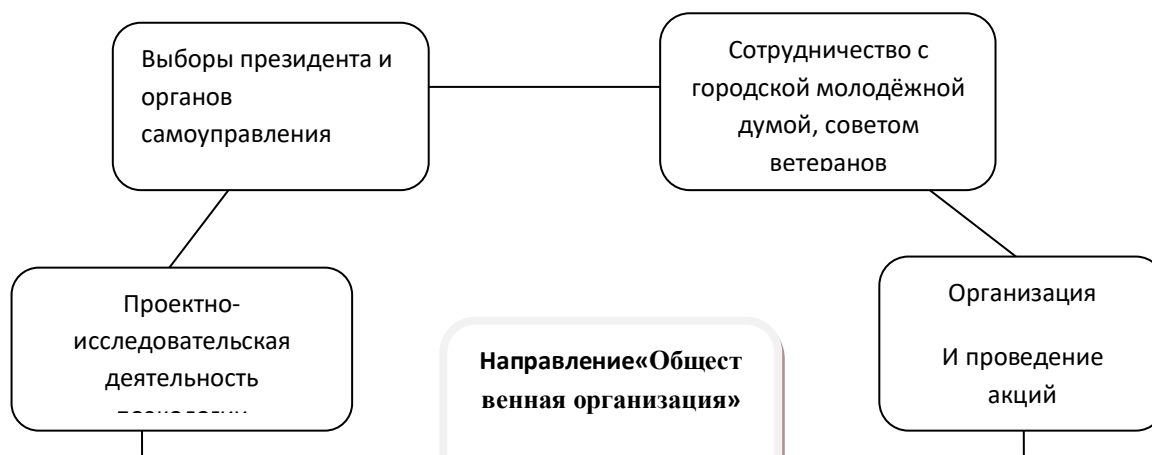 Выборы президента и
органов
самоуправления
Сотрудничество с
городской молодёжной
думой, советом
ветеранов
Проектно-
исследовательская
деятельность
Организация
И проведение
акций
Направление«Общест
венная организация»